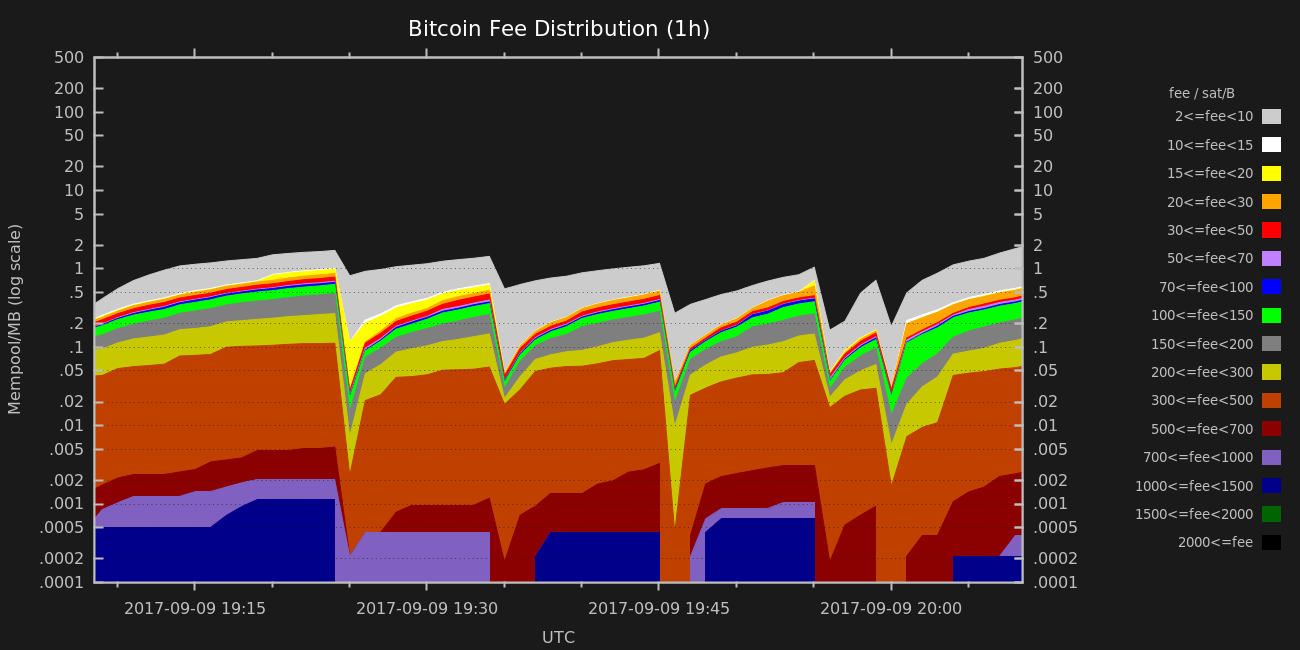 Bitcoin Fee Distribution (1h)
Mempool/MB (log scale)
500
200
100
50
20
10
5
2
1
.5
.2
.1
.05
.02
.01
.005
.002
.001
.0005
.0002
.0001
500
200
100
50
20
10
5
2
1
.5
.2
.1
.05
.02
.01
.005
.002
.001
.0005
.0002
.0001
2017-09-09 19:15
2017-09-09 19:30
2017-09-09 19:45
2017-09-09 20:00
UTC
fee / sat/B
2<=fee<10
10<=fee<15
15<=fee<20
20<=fee<30
30<=fee<50
50<=fee<70
70<=fee<100
100<=fee<150
150<=fee<200
200<=fee<300
300<=fee<500
500<=fee<700
700<=fee<1000
1000<=fee<1500
1500<=fee<2000
2000<=fee